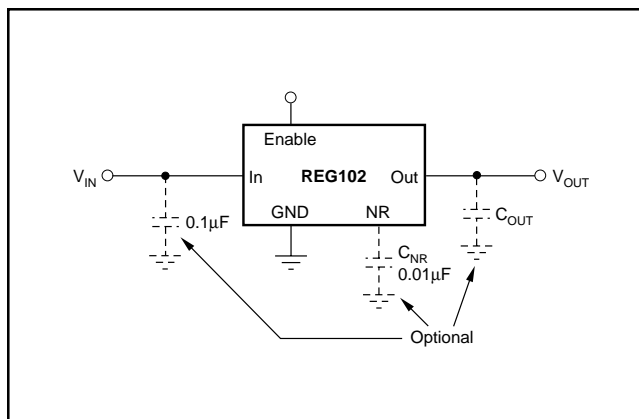 Enable
V_IN
In
REG102
Out
V_OUT
GND
NR
0.1μF
C_OUT
C_NR
0.01μF
Optional